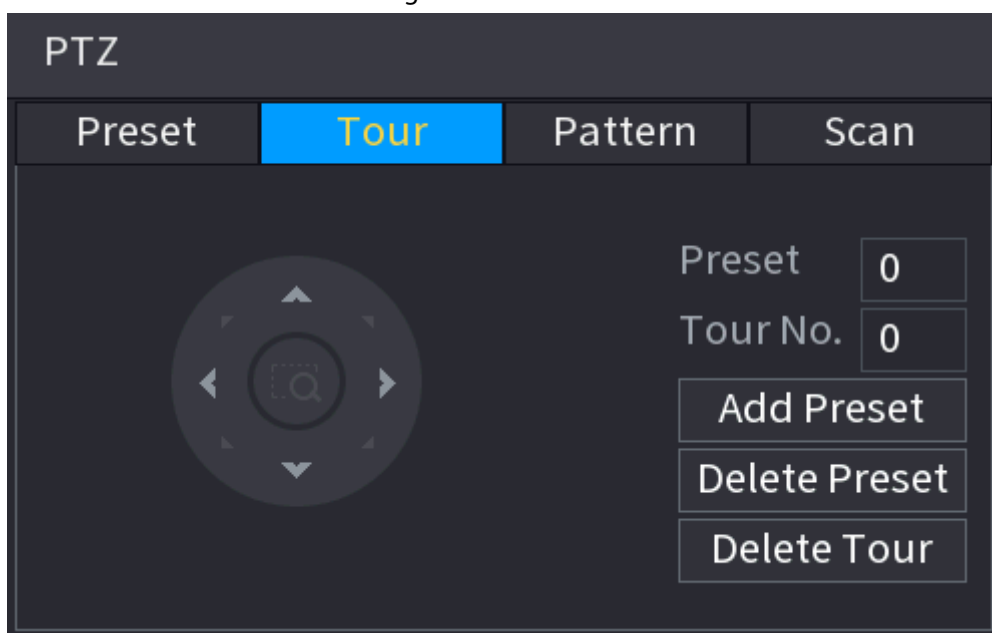 PTZ
Preset Tour Pattern Scan
Preset 0
Tour No. 0
Add Preset
Delete Preset
Delete Tour